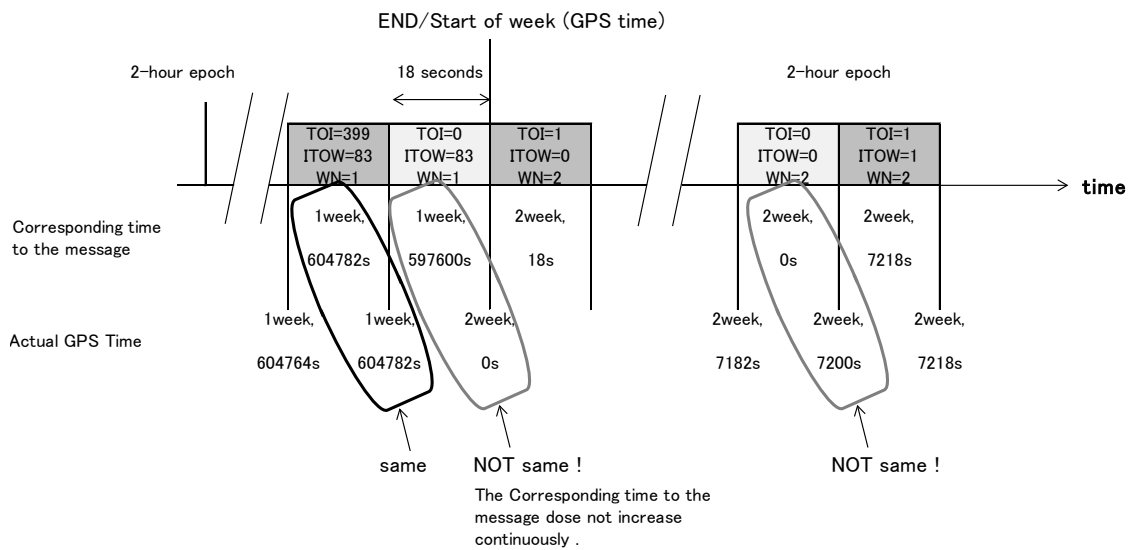 END/Start of week (GPS time)
2-hour epoch
18 seconds
2-hour epoch
TOI=399
ITOW=83
WN=1
TOI=0
ITOW=83
WN=1
TOI=1
ITOW=0
WN=2
TOI=0
ITOW=0
WN=2
TOI=1
ITOW=1
WN=2
time
Corresponding time
to the message
1week,
604782s
1week,
597600s
2week,
18s
2week,
0s
2week,
7218s
Actual GPS Time
1week,
604764s
1week,
604782s
2week,
0s
2week,
7182s
2week,
7200s
2week,
7218s
same
NOT same !
The Corresponding time to the
message dose not increase
continuously .
NOT same !